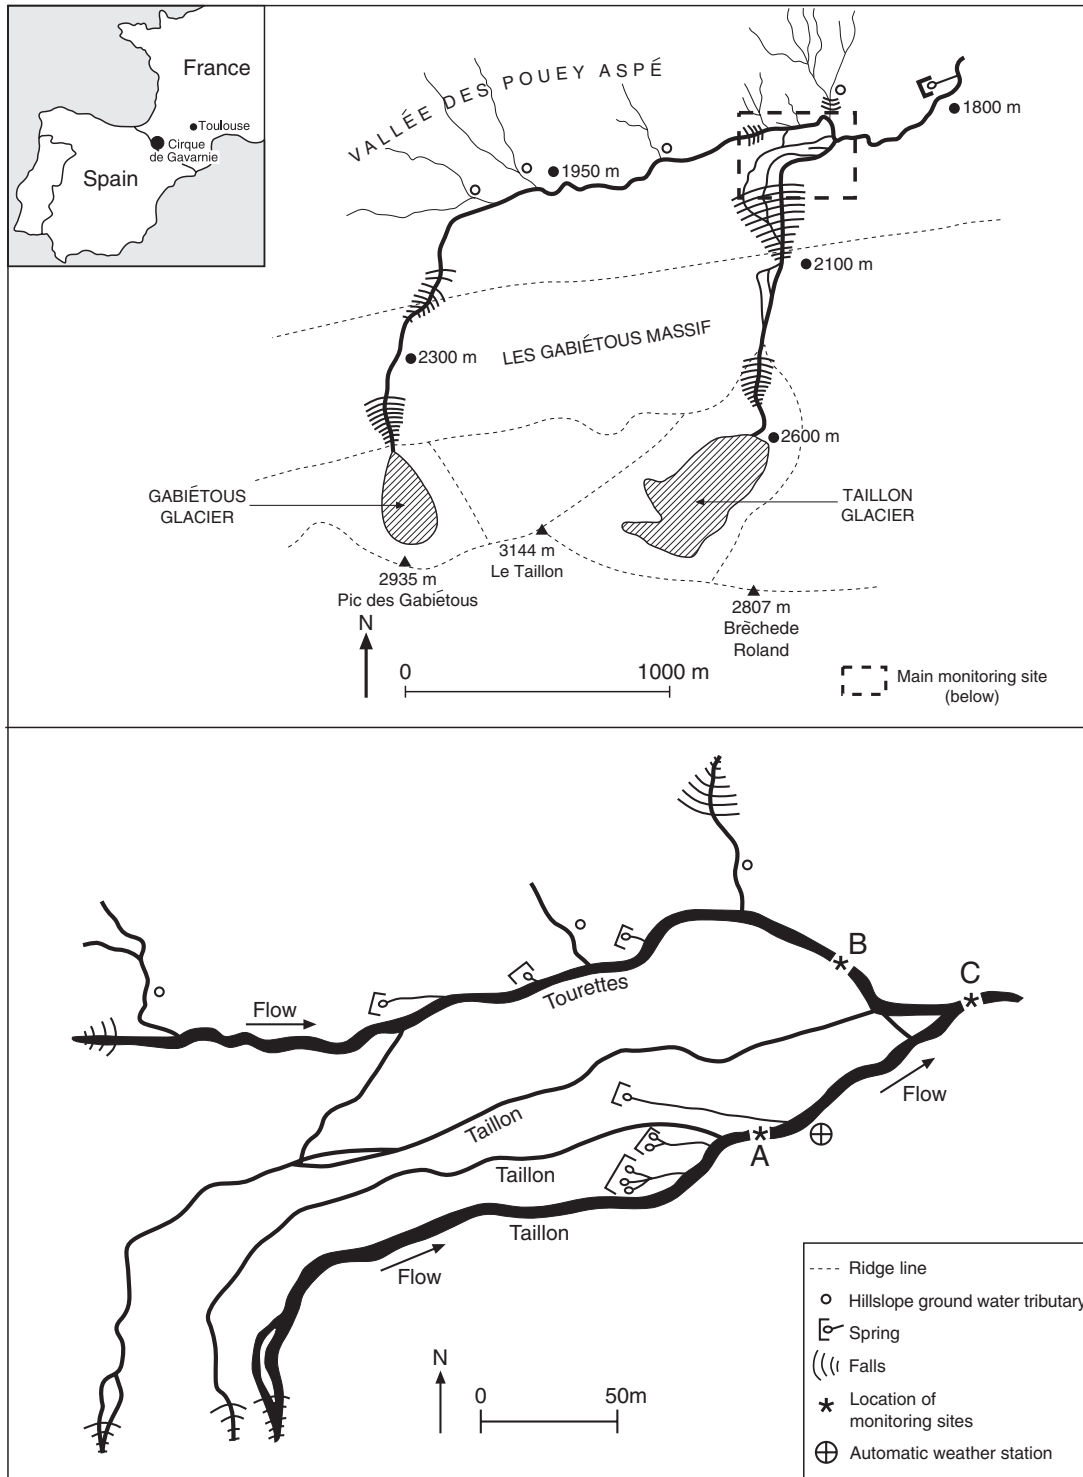 France
Toulouse
Cirque
de Gavarnie
Spain
VALLÉE DES POUEY ASPÉ
1800 m
1950 m
2100 m
LES GABIÉTOUS MASSIF
2300 m
2600 m
GABIÉTOUS
GLACIER
TAILLON
GLACIER
3144 m
Le Taillon
2935 m
Pic des Gabiétous
2807 m
Brèchede
Roland
N
0
1000 m
Main monitoring site
(below)
B
C
Tourettes
Flow
Flow
Taillon
A
Taillon
Taillon
Flow
N
0
50m
Ridge line
Hillslope ground water tributary
Spring
Falls
Location of
monitoring sites
Automatic weather station